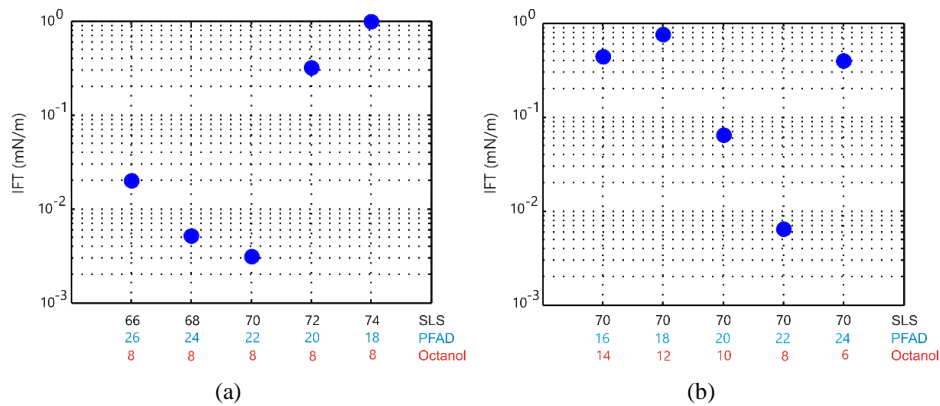 10^0
10^-1
10^-2
10^-3
IFT (mN/m)
66 68 70 72 74 SLS
26 24 22 20 18 PFAD
8 8 8 8 8 Octanol
(a)
10^0
10^-1
10^-2
10^-3
IFT (mN/m)
70 70 70 70 70 SLS
16 18 20 22 24 PFAD
14 12 10 8 6 Octanol
(b)